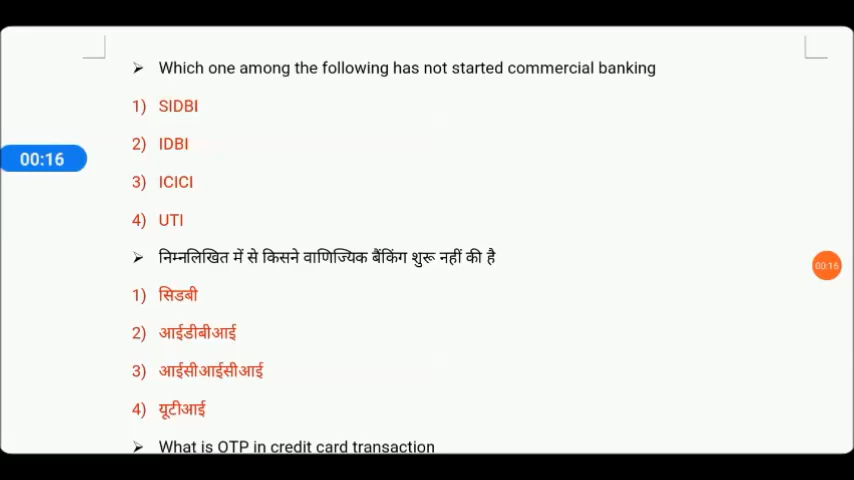 ➢ Which one among the following has not started commercial banking
1) SIDBI
00:16
2) IDBI
3) ICICI
4) UTI
➢ निम्नलिखित में से किसने वाणिज्यिक बैंकिंग शुरू नहीं की है
00:16
1) सिडबी
2) आईडीबीआई
3) आईसीआईसीआई
4) यूटीआई
➢ What is OTP in credit card transaction